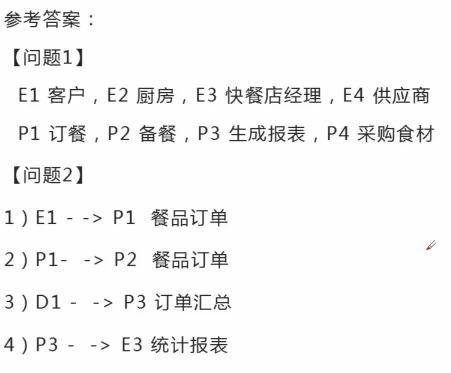 参考答案：
【问题1】
E1 客户，E2 厨房，E3 快餐店经理，E4 供应商
P1 订餐，P2 备餐，P3 生成报表，P4 采购食材
【问题2】
1）E1 - -> P1 餐品订单
2）P1- -> P2 餐品订单
3）D1 - -> P3 订单汇总
4）P3 - -> E3 统计报表